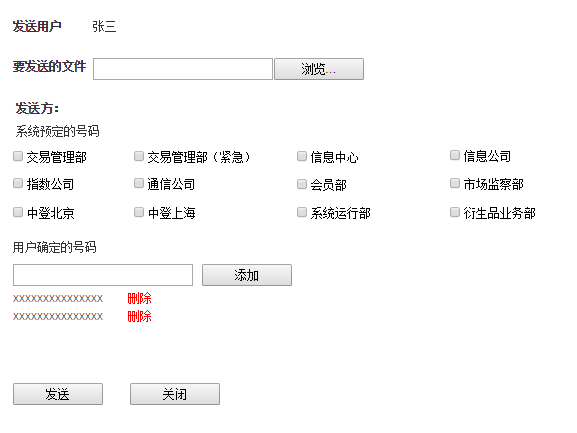 发送用户 张三
要发送的文件 浏览...
发送方：
系统预定的号码
交易管理部 交易管理部（紧急） 信息中心 信息公司
指数公司 通信公司 会员部 市场监察部
中登北京 中登上海 系统运行部 衍生品业务部
用户确定的号码
添加
xxxxxxxxxxxxxxx 删除
xxxxxxxxxxxxxxx 删除
发送 关闭